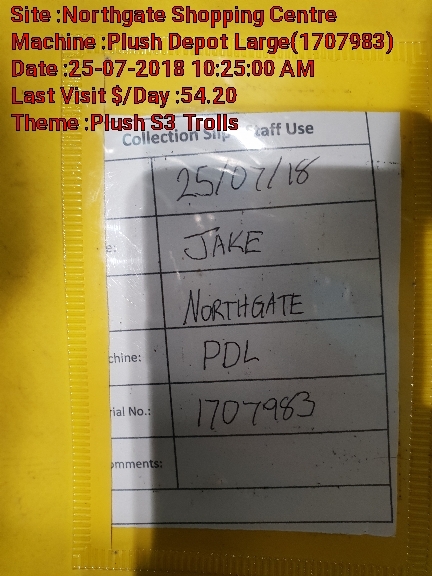 Site :Northgate Shopping Centre
Machine :Plush Depot Large(1707983)
Date :25-07-2018 10:25:00 AM
Last Visit $/Day :54.20
Theme :Plush S3 Trolls
Collection Slip Staff Use
25/07/18
e: JAKE
NORTHGATE
chine: PDL
rial No.: 1707983
omments: